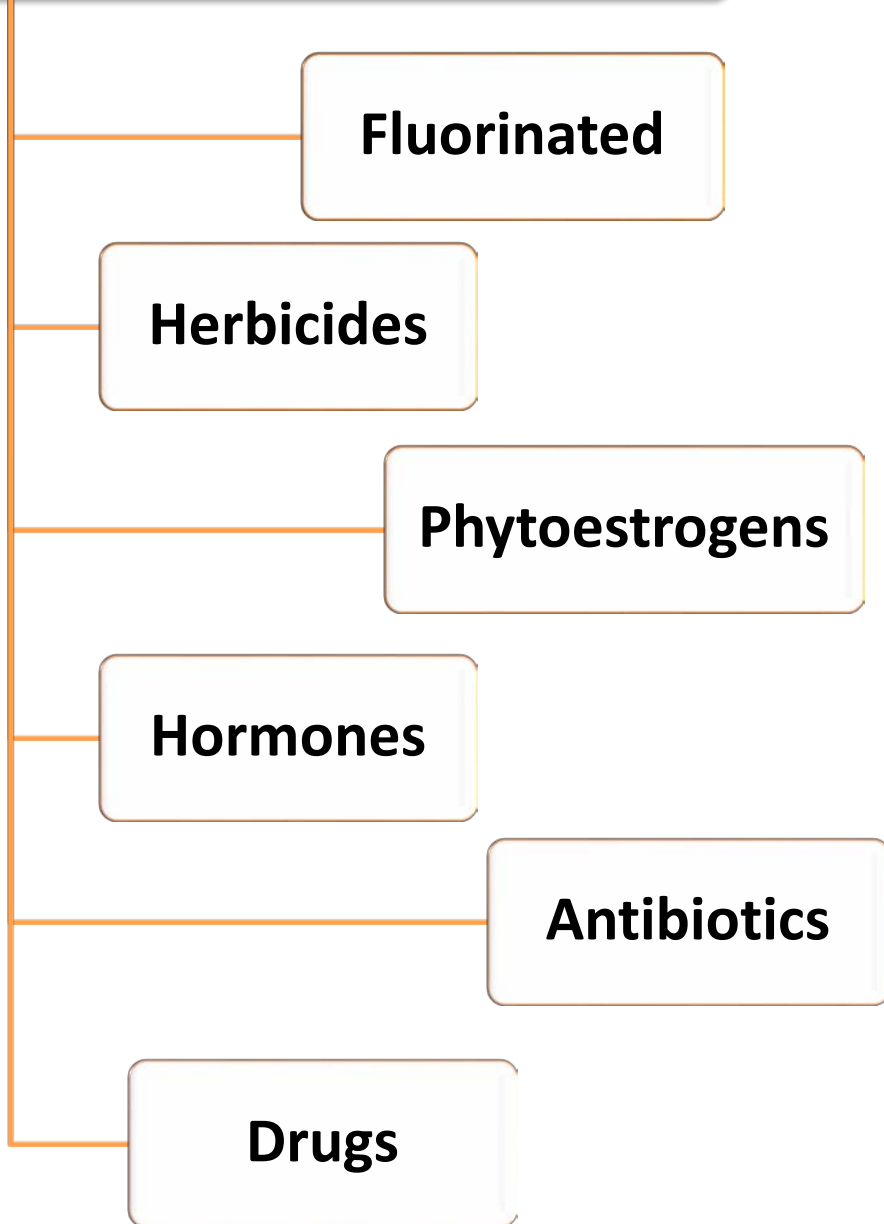 Fluorinated
Herbicides
Phytoestrogens
Hormones
Antibiotics
Drugs